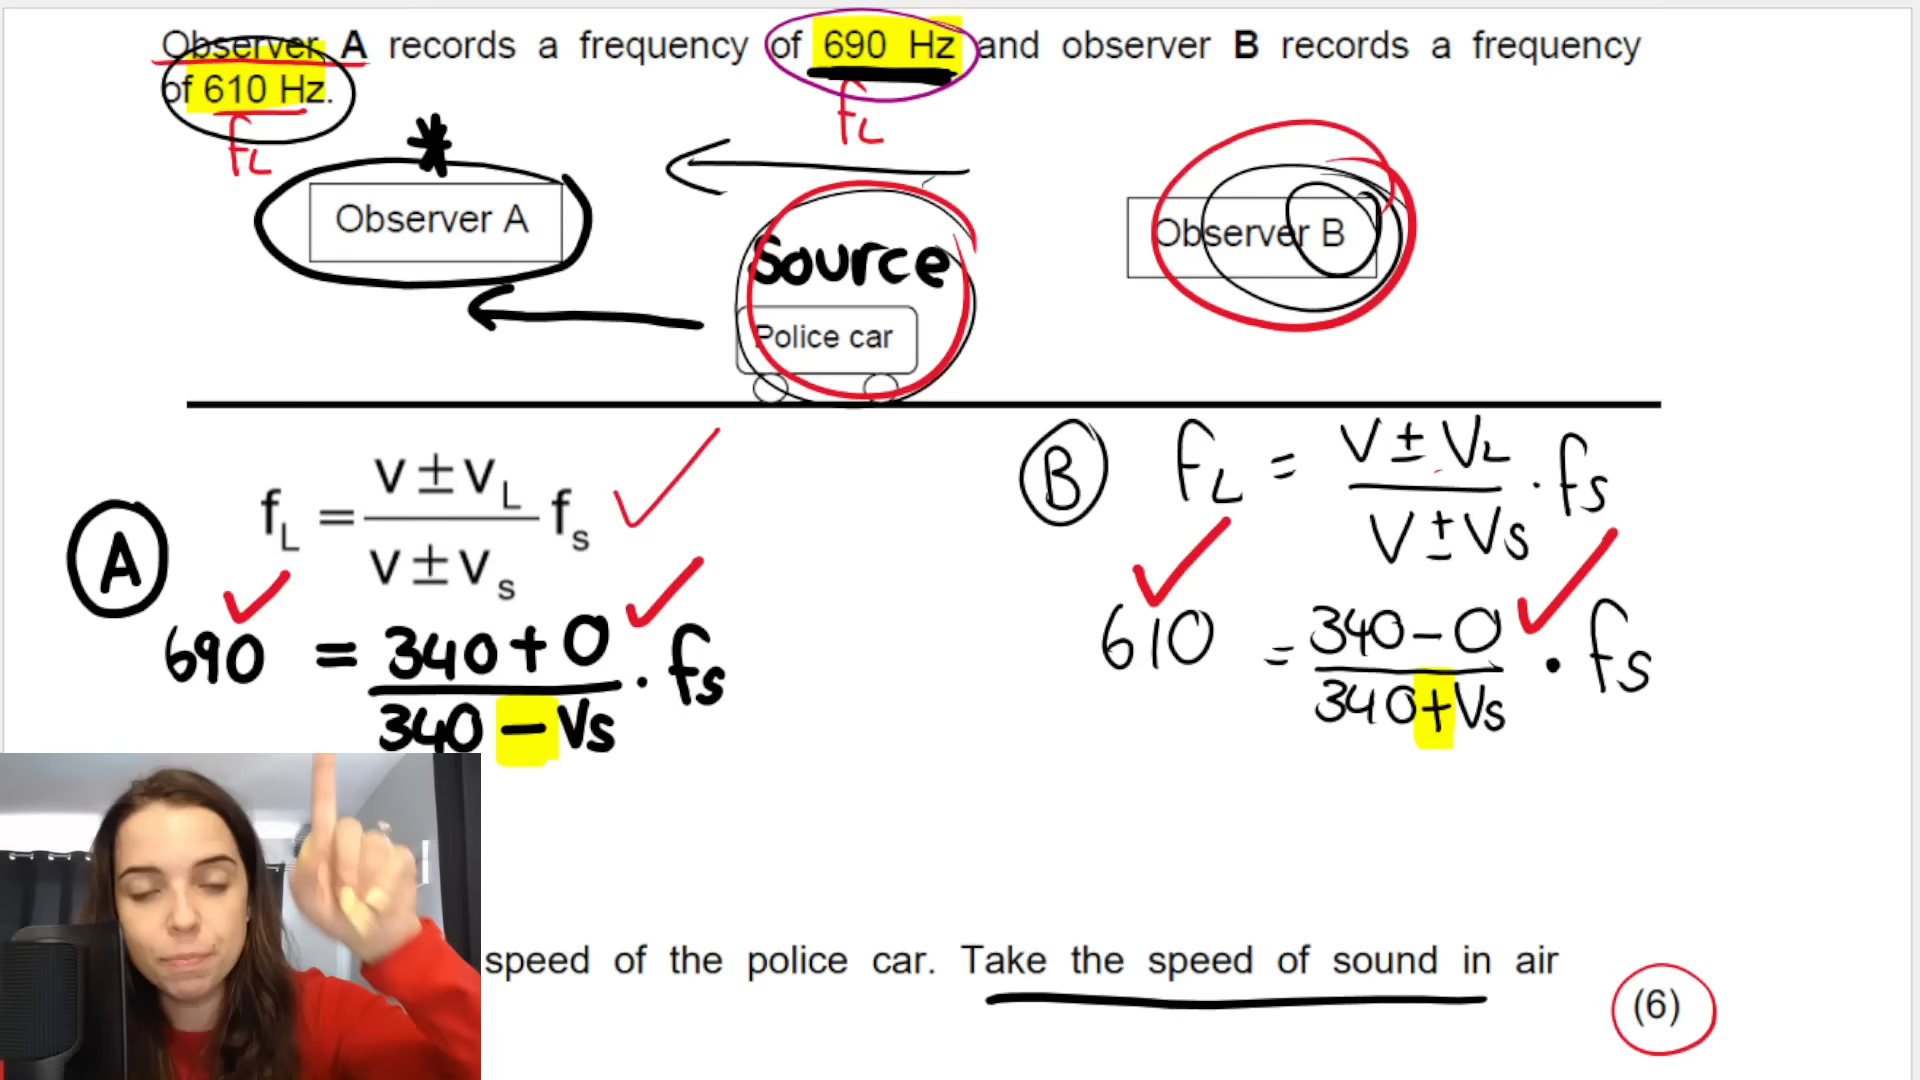 Observer A records a frequency of 690 Hz and observer B records a frequency
of 610 Hz.
fL
fL
*
Observer A
Source
Observer B
Police car
A
fL = v ± vL / v ± vs fs
690 = 340 + 0 / 340 - Vs . fs
B
fL = V ± VL / V ± Vs . fs
610 = 340 - 0 / 340 + Vs . fs
speed of the police car. Take the speed of sound in air
(6)